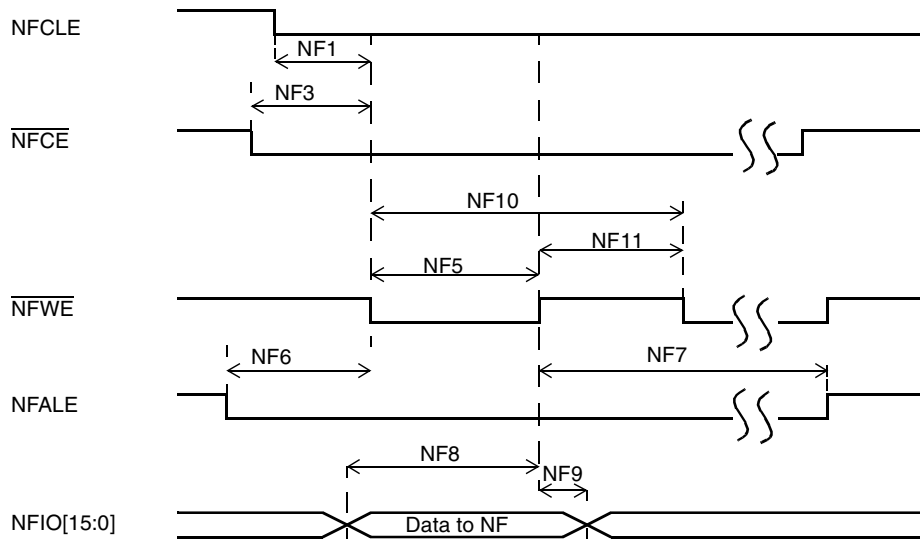 NFCLE
NF1
NF3
NFCE
NF10
NF11
NF5
NFWE
NF6
NF7
NFALE
NF8
NF9
NFIO[15:0]
Data to NF